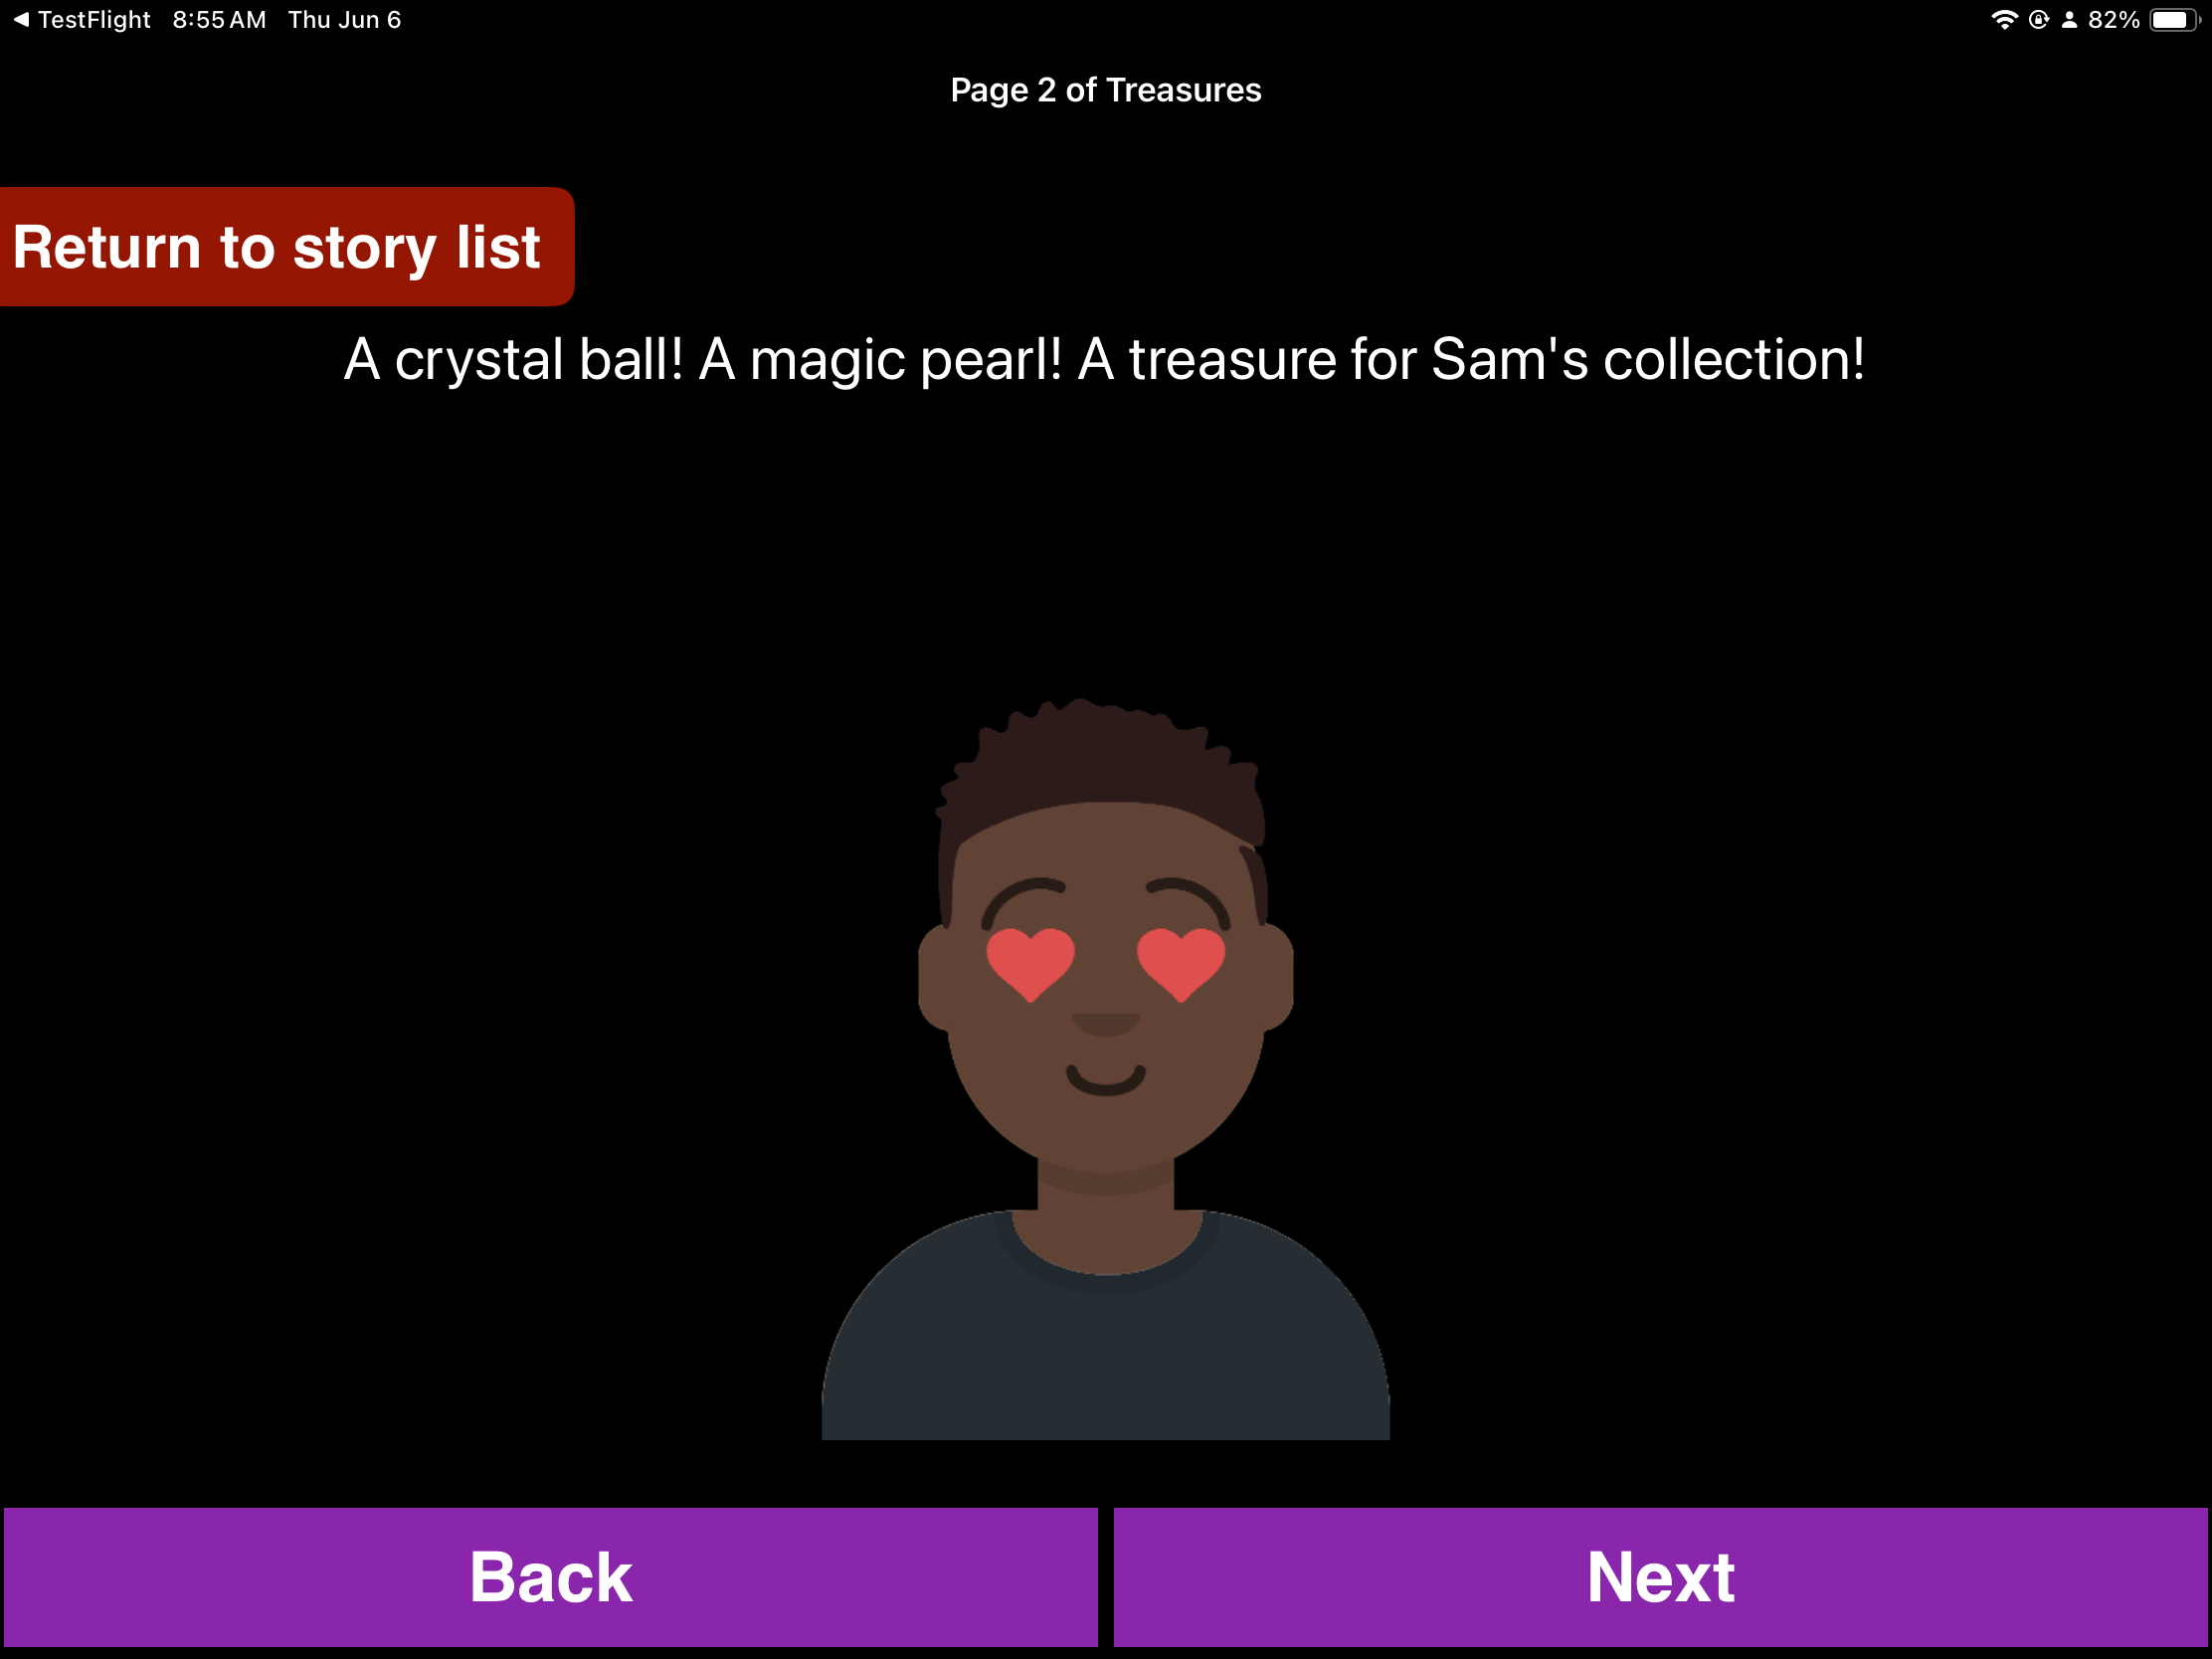 TestFlight 8:55 AM Thu Jun 6 82%
Page 2 of Treasures
Return to story list
A crystal ball! A magic pearl! A treasure for Sam's collection!
Back Next